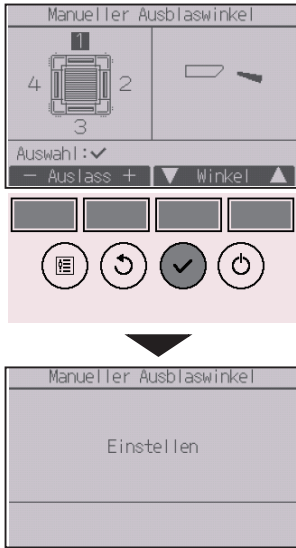 Manueller Ausblaswinkel
1
4 2
3
Auswahl:✓
− Auslass + ▼ Winkel ▲
Manueller Ausblaswinkel
Einstellen